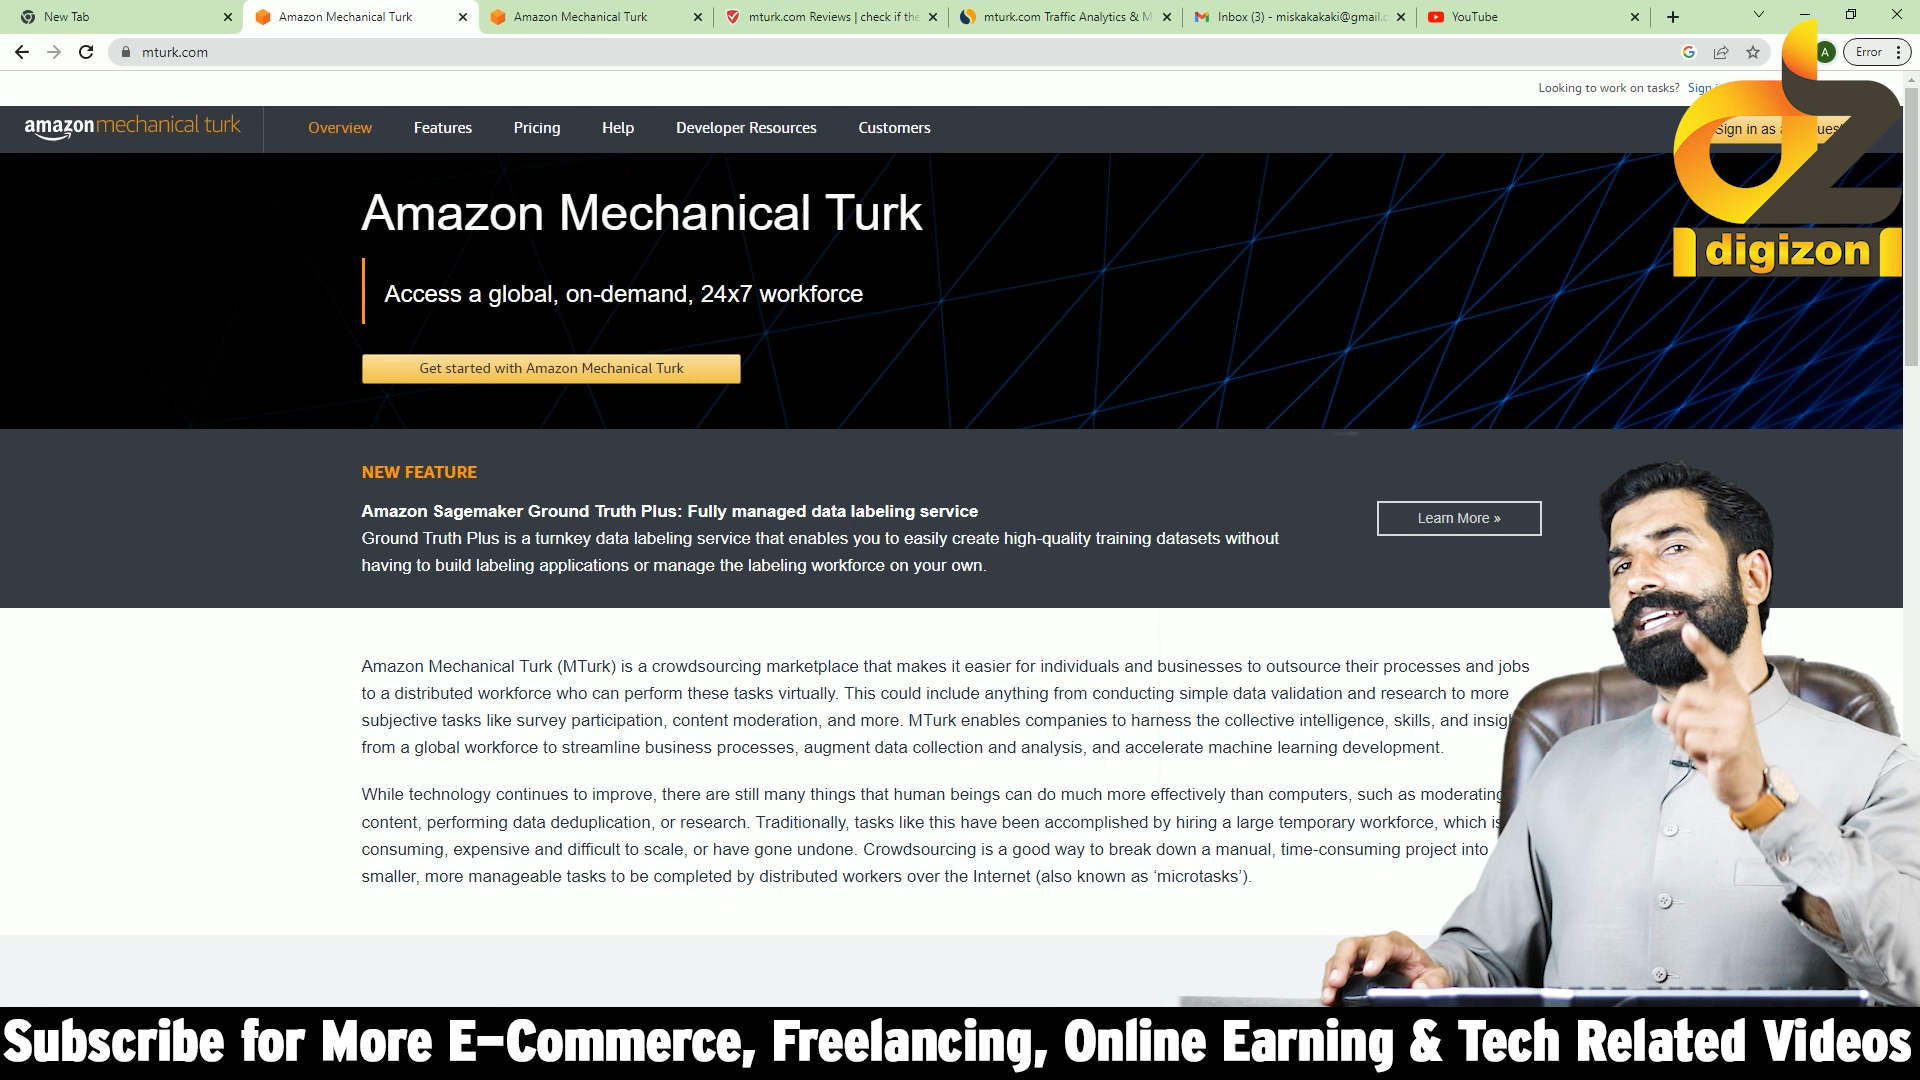 New Tab
Amazon Mechanical Turk
Amazon Mechanical Turk
mturk.com Reviews | check if the
mturk.com Traffic Analytics & M
Inbox (3) - miskakakaki@gmail.c
YouTube
mturk.com
A
Error
Looking to work on tasks? Sign
amazon mechanical turk
Overview
Features
Pricing
Help
Developer Resources
Customers
Sign in as
digizon
Amazon Mechanical Turk
Access a global, on-demand, 24x7 workforce
Get started with Amazon Mechanical Turk
NEW FEATURE
Amazon Sagemaker Ground Truth Plus: Fully managed data labeling service
Ground Truth Plus is a turnkey data labeling service that enables you to easily create high-quality training datasets without
having to build labeling applications or manage the labeling workforce on your own.
Learn More »
Amazon Mechanical Turk (MTurk) is a crowdsourcing marketplace that makes it easier for individuals and businesses to outsource their processes and jobs
to a distributed workforce who can perform these tasks virtually. This could include anything from conducting simple data validation and research to more
subjective tasks like survey participation, content moderation, and more. MTurk enables companies to harness the collective intelligence, skills, and insig
from a global workforce to streamline business processes, augment data collection and analysis, and accelerate machine learning development.
While technology continues to improve, there are still many things that human beings can do much more effectively than computers, such as moderating
content, performing data deduplication, or research. Traditionally, tasks like this have been accomplished by hiring a large temporary workforce, which is
consuming, expensive and difficult to scale, or have gone undone. Crowdsourcing is a good way to break down a manual, time-consuming project into
smaller, more manageable tasks to be completed by distributed workers over the Internet (also known as ‘microtasks’).
Subscribe for More E-Commerce, Freelancing, Online Earning & Tech Related Videos